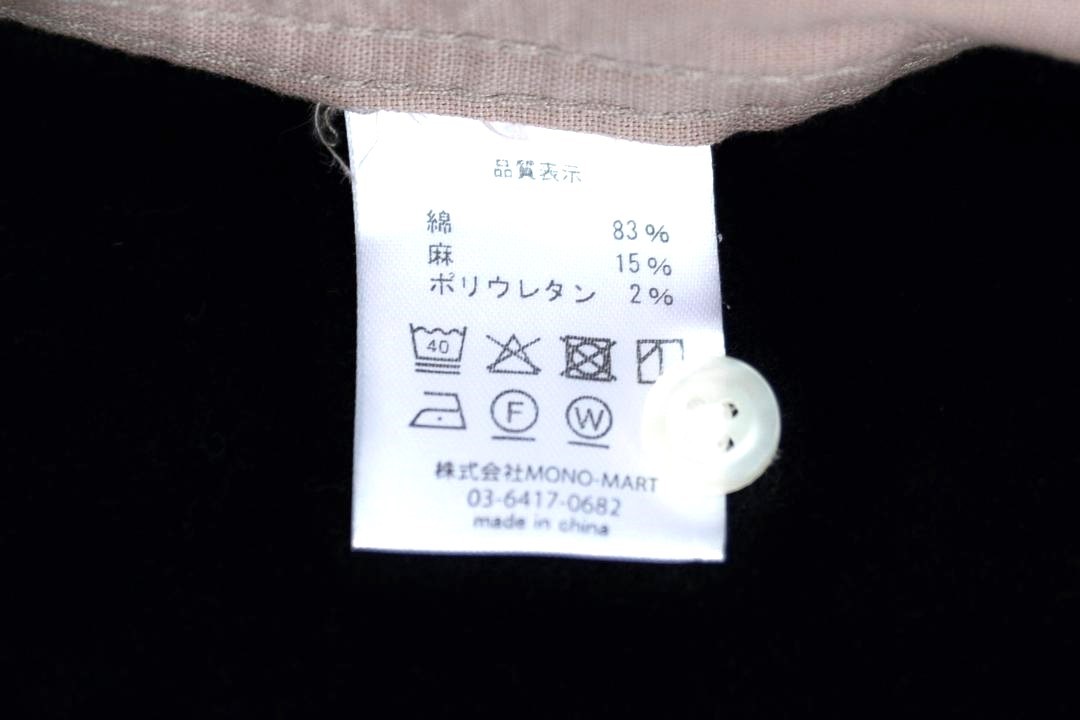 品質表示
綿 83%
麻 15%
ポリウレタン 2%
40
F W
株式会社MONO-MART
03-6417-0682
made in china